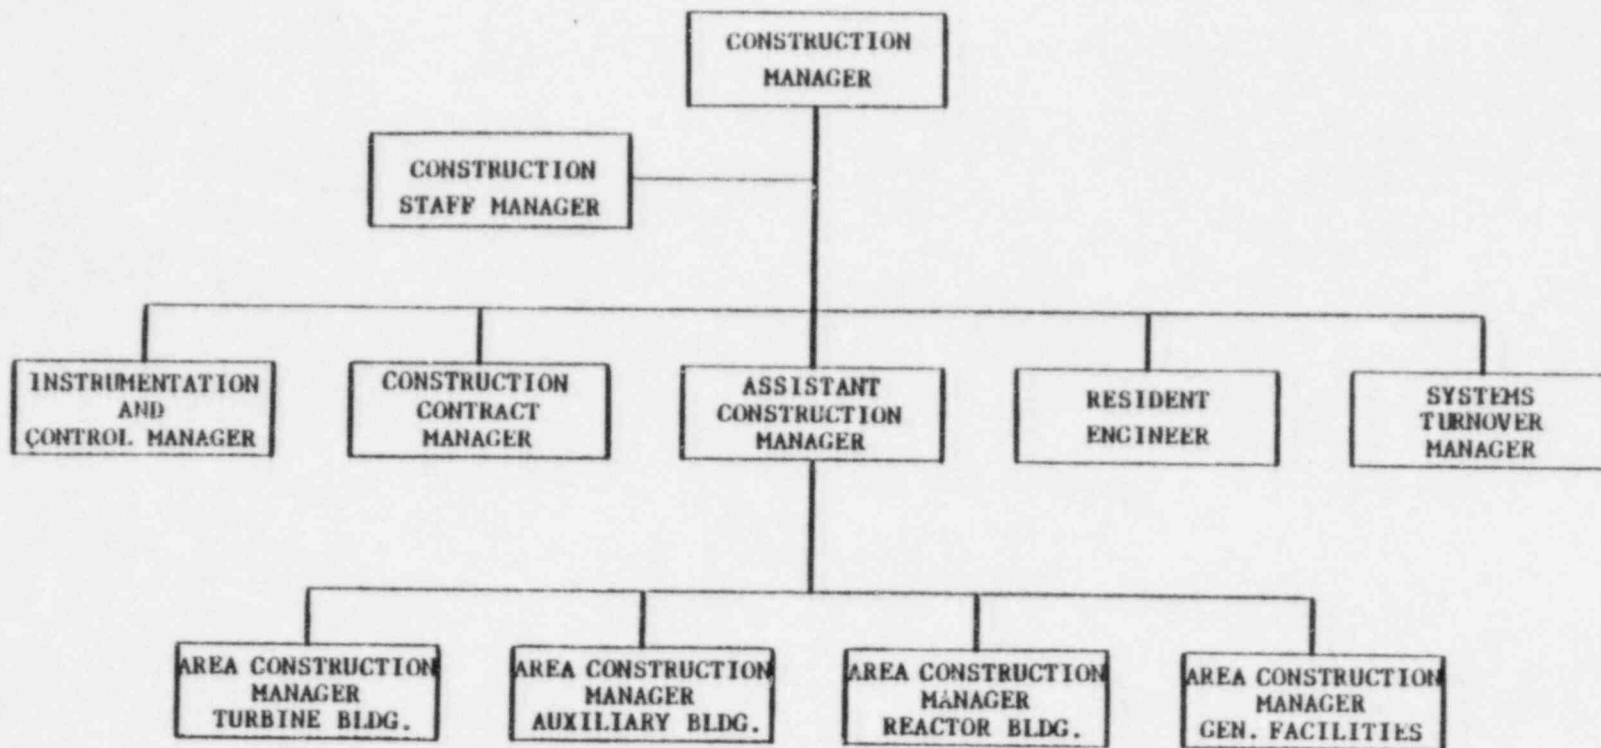 CONSTRUCTION
MANAGER
CONSTRUCTION
STAFF MANAGER
INSTRUMENTATION
AND
CONTROL MANAGER
CONSTRUCTION
CONTRACT
MANAGER
ASSISTANT
CONSTRUCTION
MANAGER
RESIDENT
ENGINEER
SYSTEMS
TURNOVER
MANAGER
AREA CONSTRUCTION
MANAGER
TURBINE BLDG.
AREA CONSTRUCTION
MANAGER
AUXILIARY BLDG.
AREA CONSTRUCTION
MANAGER
REACTOR BLDG.
AREA CONSTRUCTION
MANAGER
GEN. FACILITIES